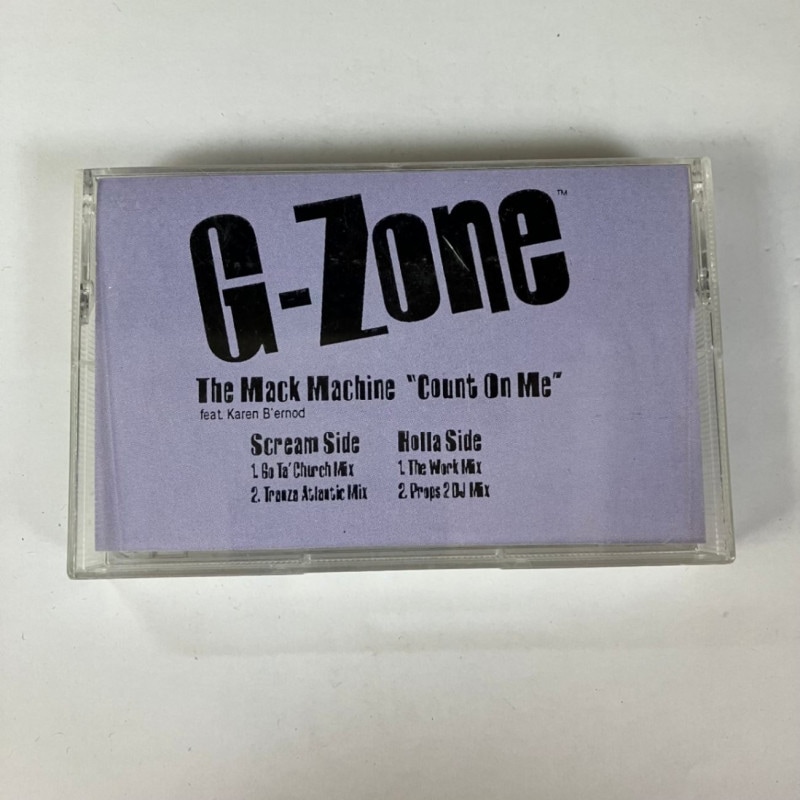 G-Zone™
The Mack Machine "Count On Me"
feat. Karen B'ernod
Scream Side
1. Go Ta' Church Mix
2. Tranza Atlantic Mix
Holla Side
1. The Work Mix
2. Props 2 DJ Mix